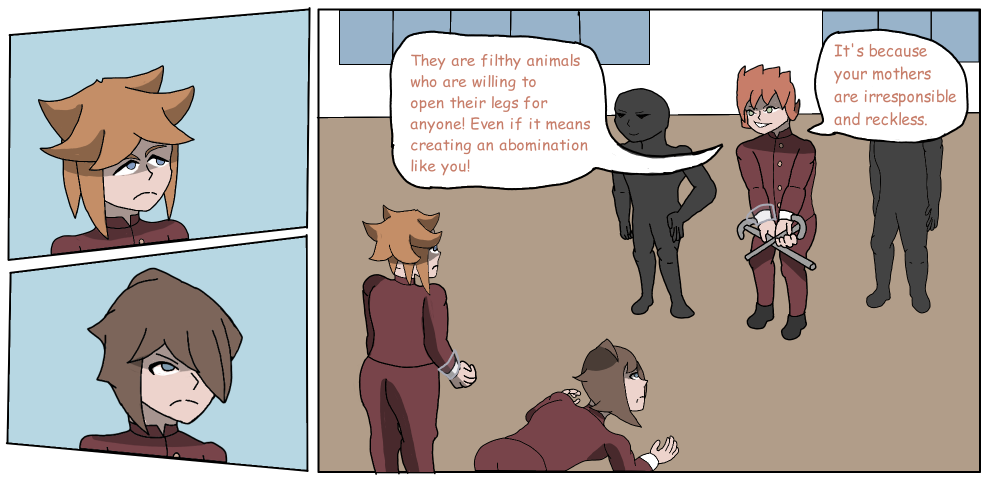 They are filthy animals
who are willing to
open their legs for
anyone! Even if it means
creating an abomination
like you!
It's because
your mothers
are irresponsible
and reckless.